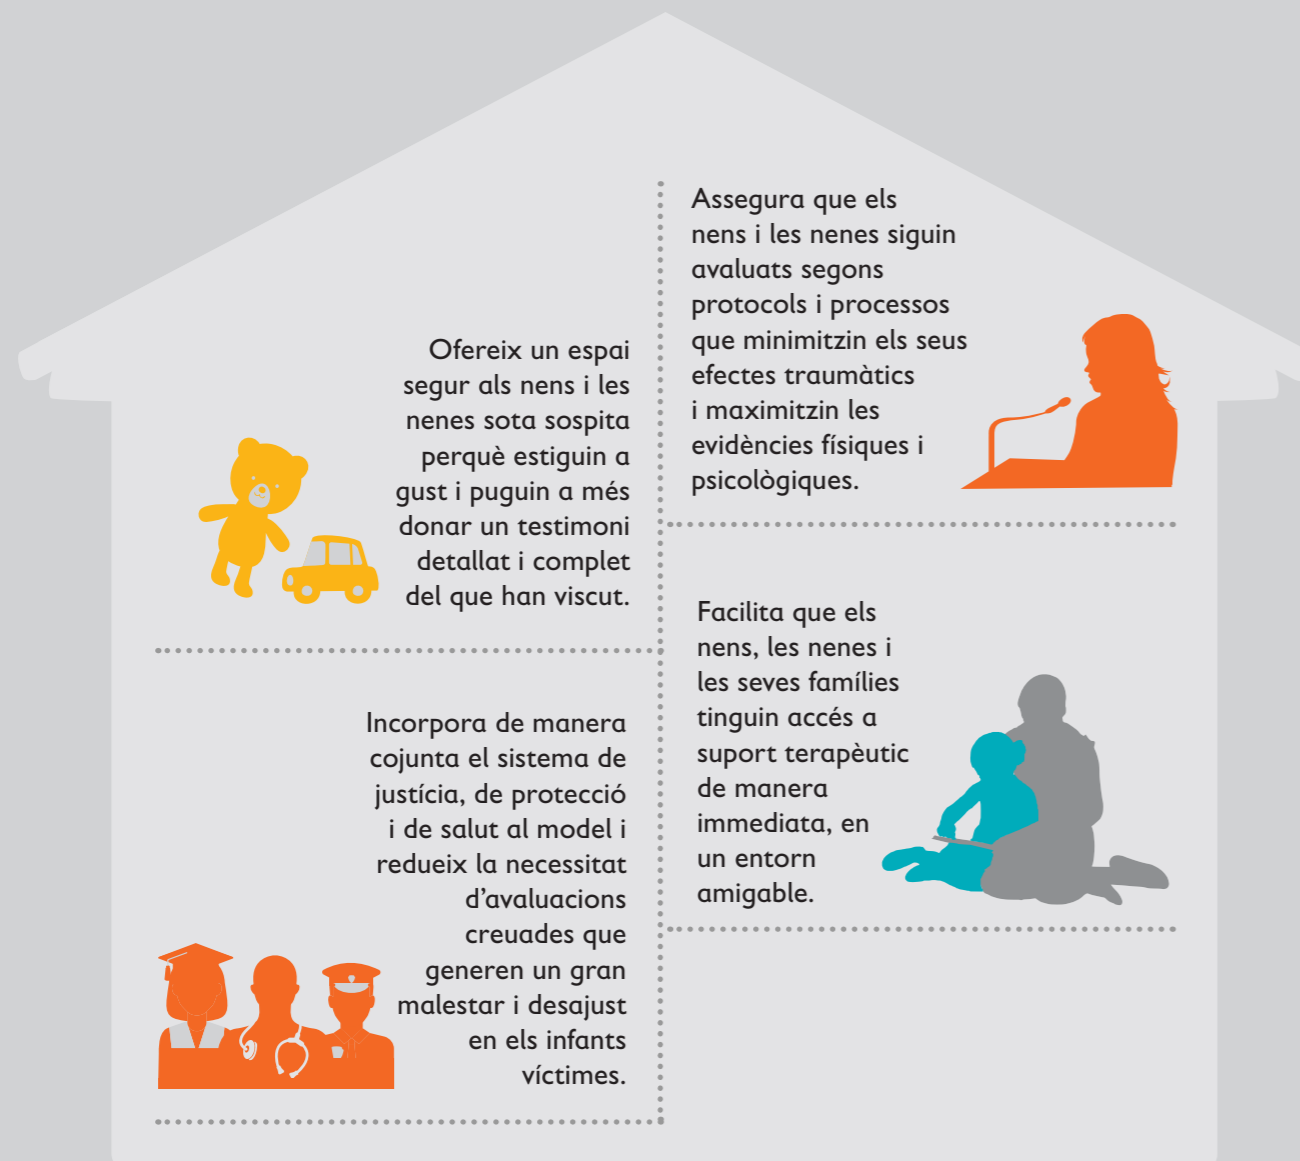 Ofereix un espai
segur als nens i les
nenes sota sospita
perquè estiguin a
gust i puguin a més
donar un testimoni
detallat i complet
del que han viscut.
Assegura que els
nens i les nenes siguin
avaluats segons
protocols i processos
que minimitzin els seus
efectes traumàtics
i maximitzin les
evidències físiques i
psicològiques.
Incorpora de manera
cojunta el sistema de
justícia, de protecció
i de salut al model i
redueix la necessitat
d’avaluacions
creuades que
generen un gran
malestar i desajust
en els infants
víctimes.
Facilita que els
nens, les nenes i
les seves famílies
tinguin accés a
suport terapèutic
de manera
immediata, en
un entorn
amigable.